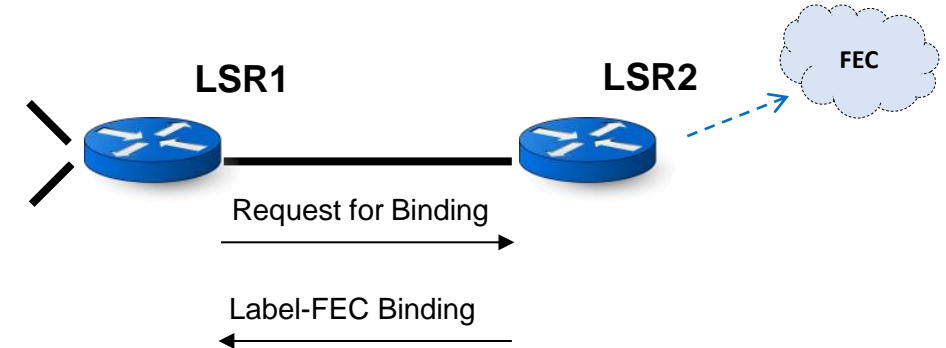 LSR1
LSR2
FEC
Request for Binding
Label-FEC Binding